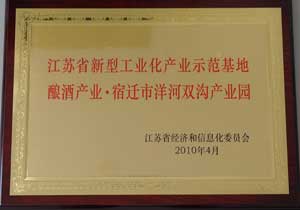 江苏省新型工业化产业示范基地
酿酒产业·宿迁市洋河双沟产业园
江苏省经济和信息化委员会
2010年4月